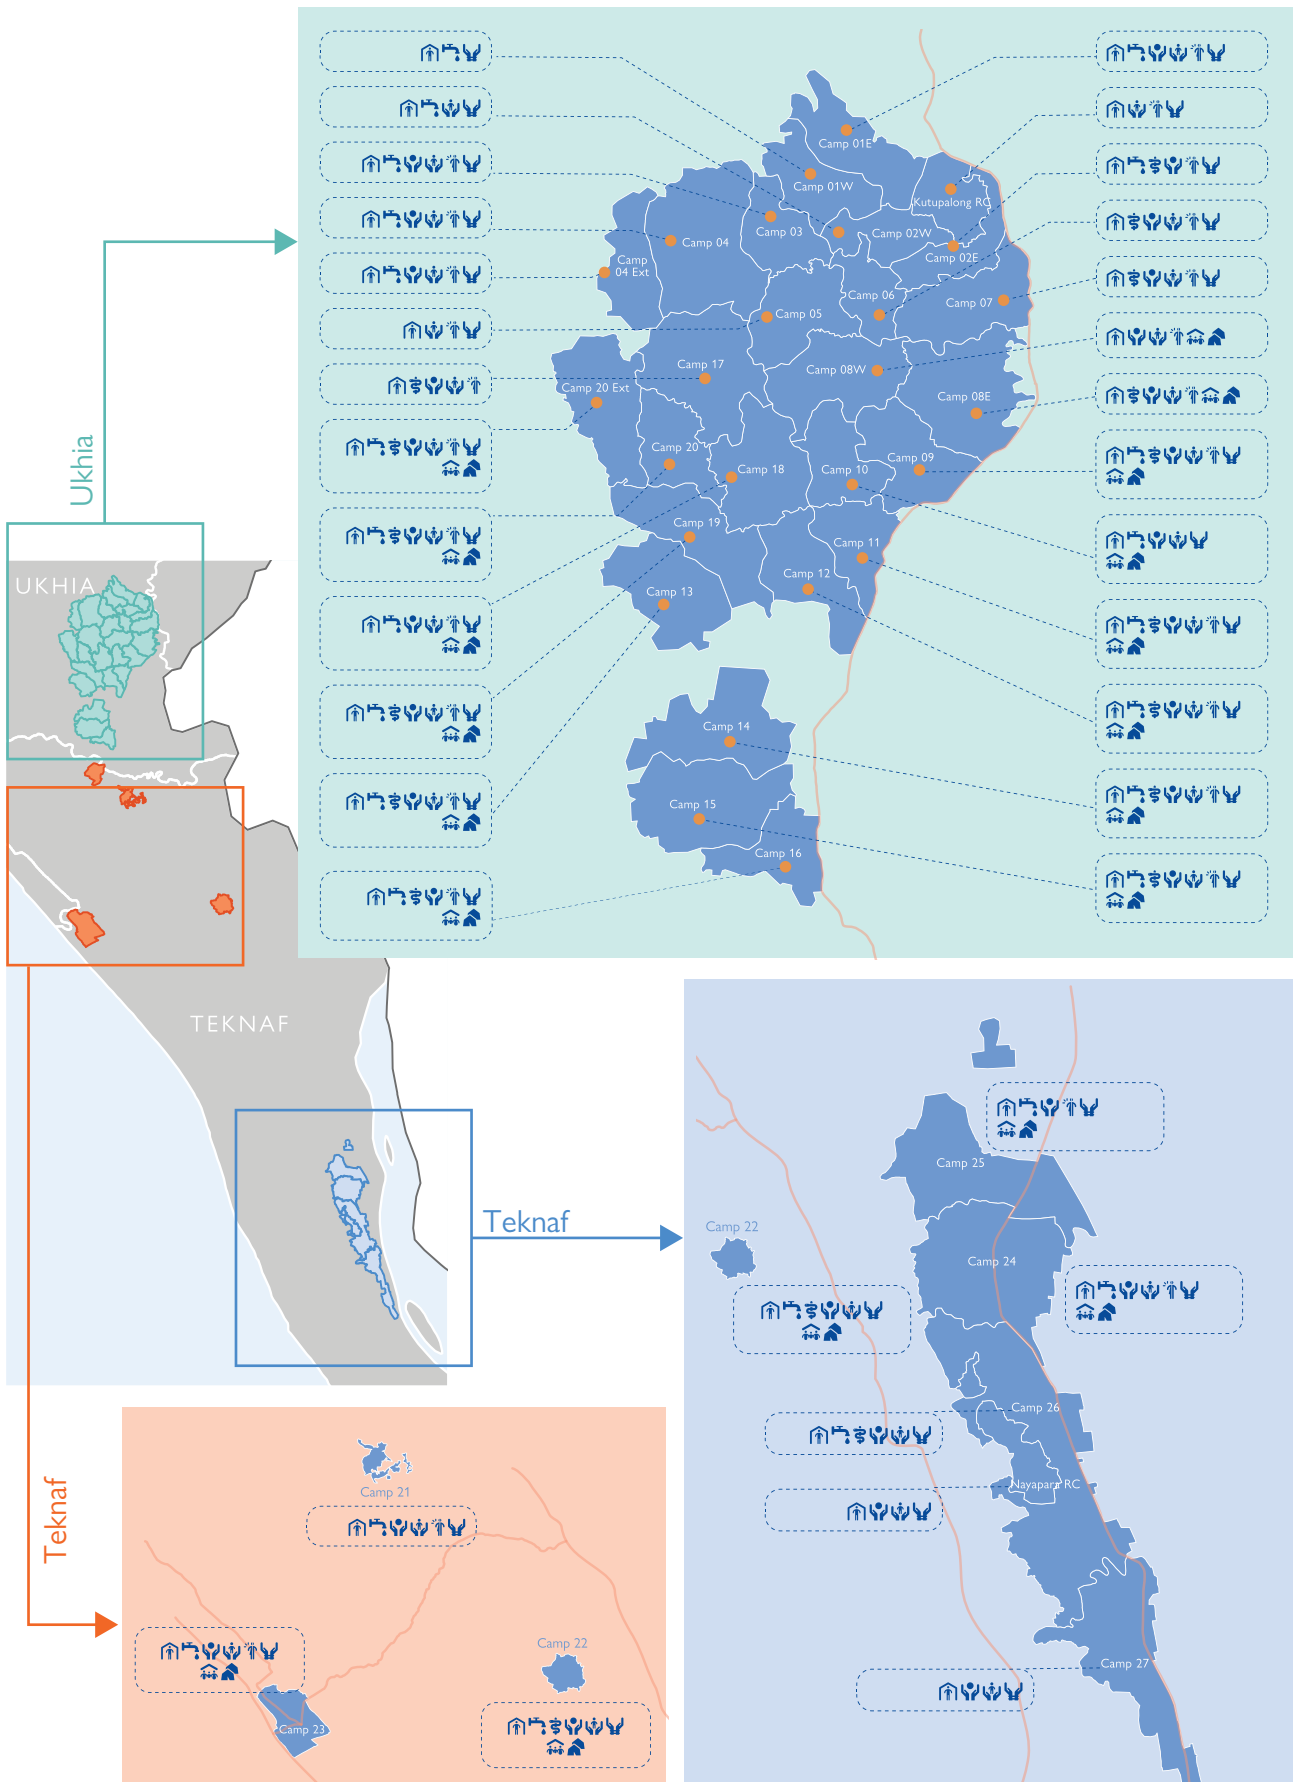 Camp 01E
Camp 01W
Kutupalong RC
Camp 03
Camp 02W
Camp 04
Camp 02E
Camp
04 Ext
Camp 06
Camp 07
Camp 05
Camp 17
Camp 08W
Camp 20 Ext
Camp 08E
Camp 20
Camp 18
Camp 10
Camp 09
Camp 19
Camp 11
Camp 12
Camp 13
Camp 14
Camp 15
Camp 16
Ukhia
UKHIA
TEKNAF
Teknaf
Camp 25
Camp 22
Camp 24
Camp 26
Nayapara RC
Camp 27
Teknaf
Camp 21
Camp 22
Camp 23